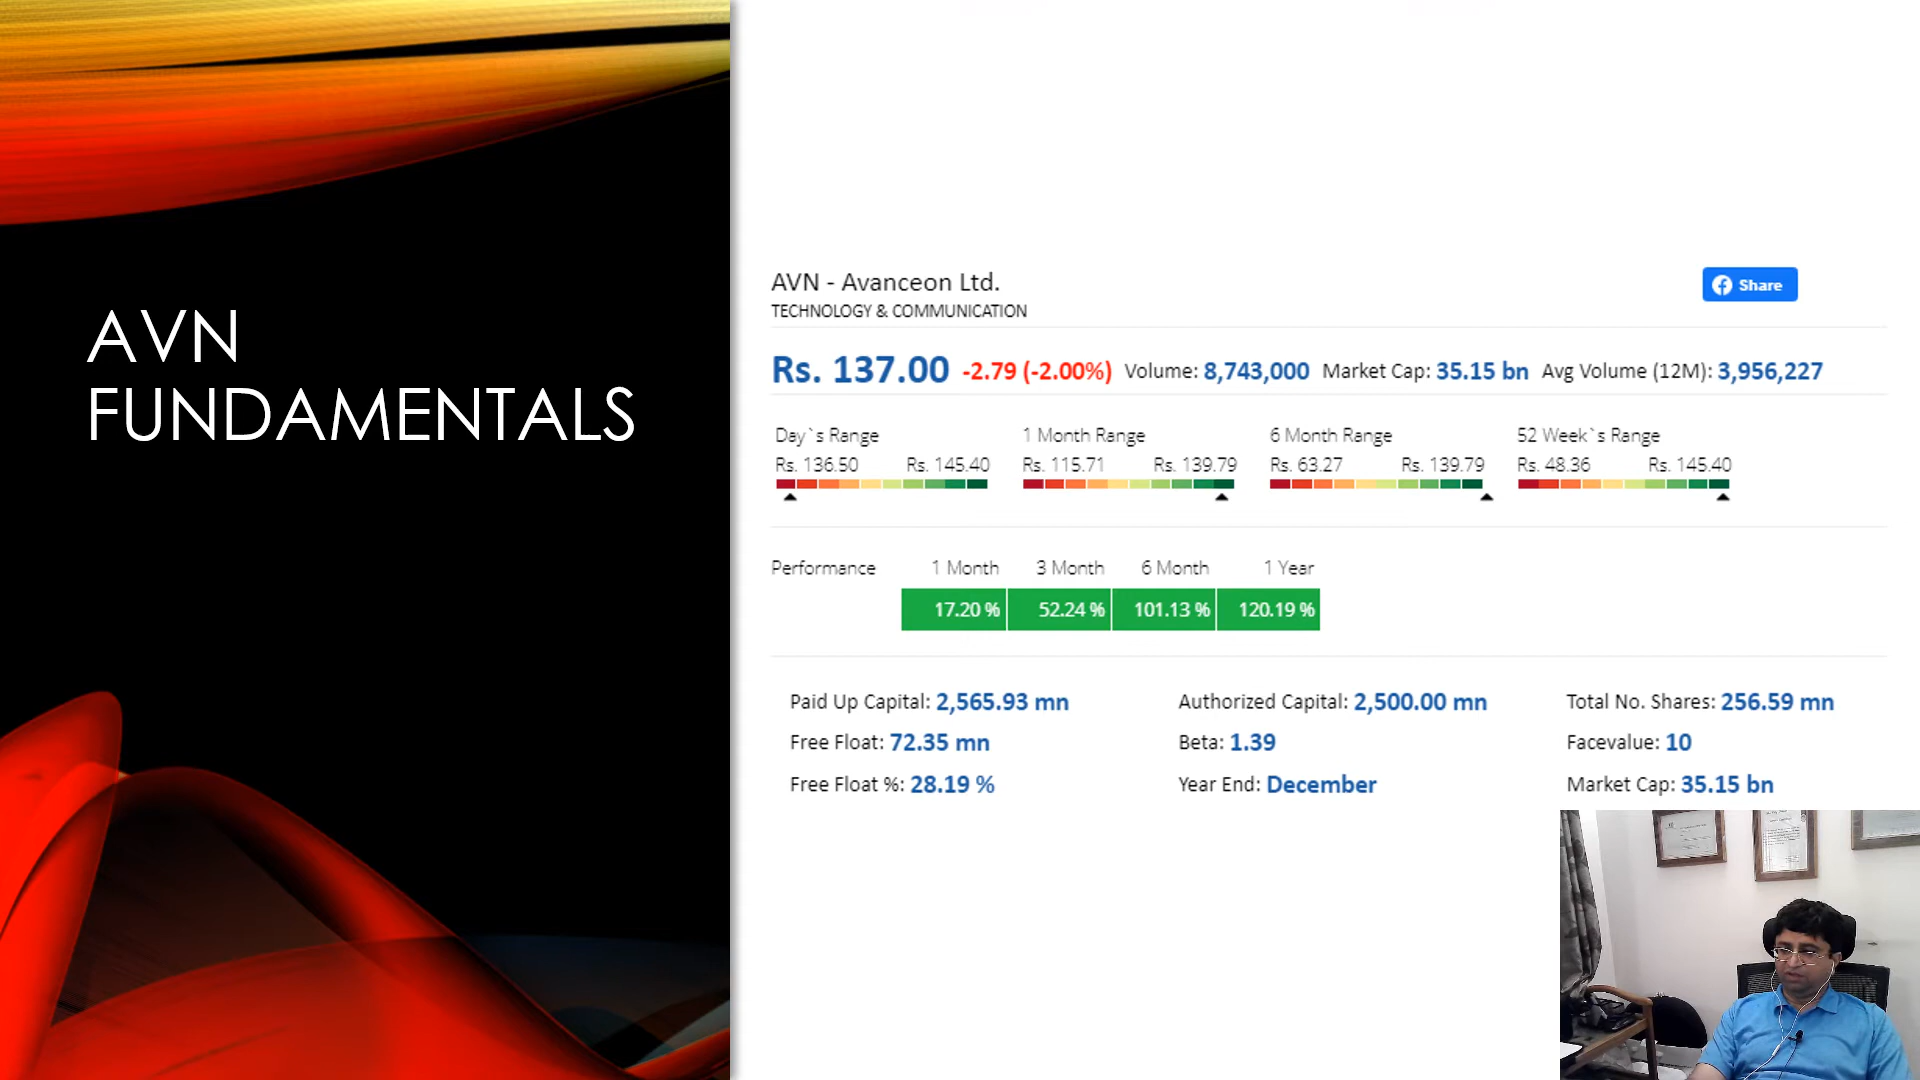 AVN
FUNDAMENTALS
AVN - Avanceon Ltd.
Share
TECHNOLOGY & COMMUNICATION
Rs. 137.00 -2.79 (-2.00%) Volume: 8,743,000 Market Cap: 35.15 bn Avg Volume (12M): 3,956,227
Day`s Range 1 Month Range 6 Month Range 52 Week`s Range
Rs. 136.50 Rs. 145.40 Rs. 115.71 Rs. 139.79 Rs. 63.27 Rs. 139.79 Rs. 48.36 Rs. 145.40
Performance 1 Month 3 Month 6 Month 1 Year
17.20 % 52.24 % 101.13 % 120.19 %
Paid Up Capital: 2,565.93 mn Authorized Capital: 2,500.00 mn Total No. Shares: 256.59 mn
Free Float: 72.35 mn Beta: 1.39 Facevalue: 10
Free Float %: 28.19 % Year End: December Market Cap: 35.15 bn